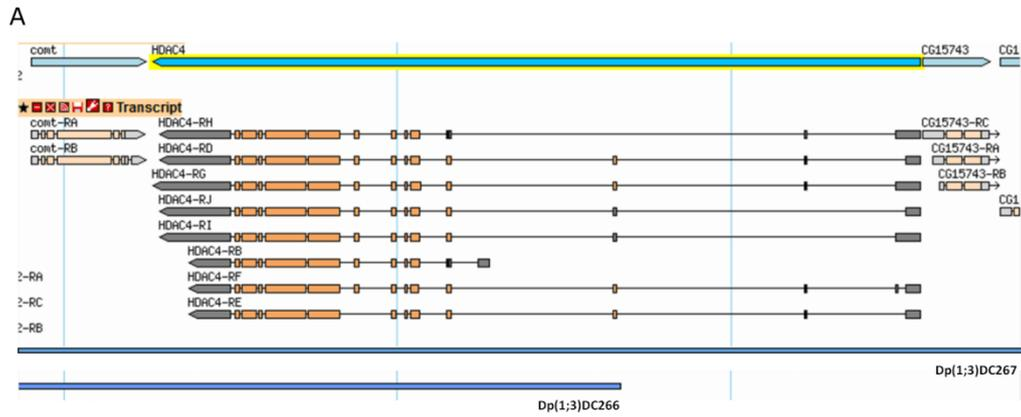 A
comt HDAC4 CG15743 CG1
2
Transcript
comt-RA HDAC4-RH CG15743-RC
comt-RB HDAC4-RD CG15743-RA
HDAC4-RG CG15743-RB
HDAC4-RJ CG1
HDAC4-RI
HDAC4-RB
2-RA HDAC4-RF
2-RC HDAC4-RE
2-RB
Dp(1;3)DC267
Dp(1;3)DC266